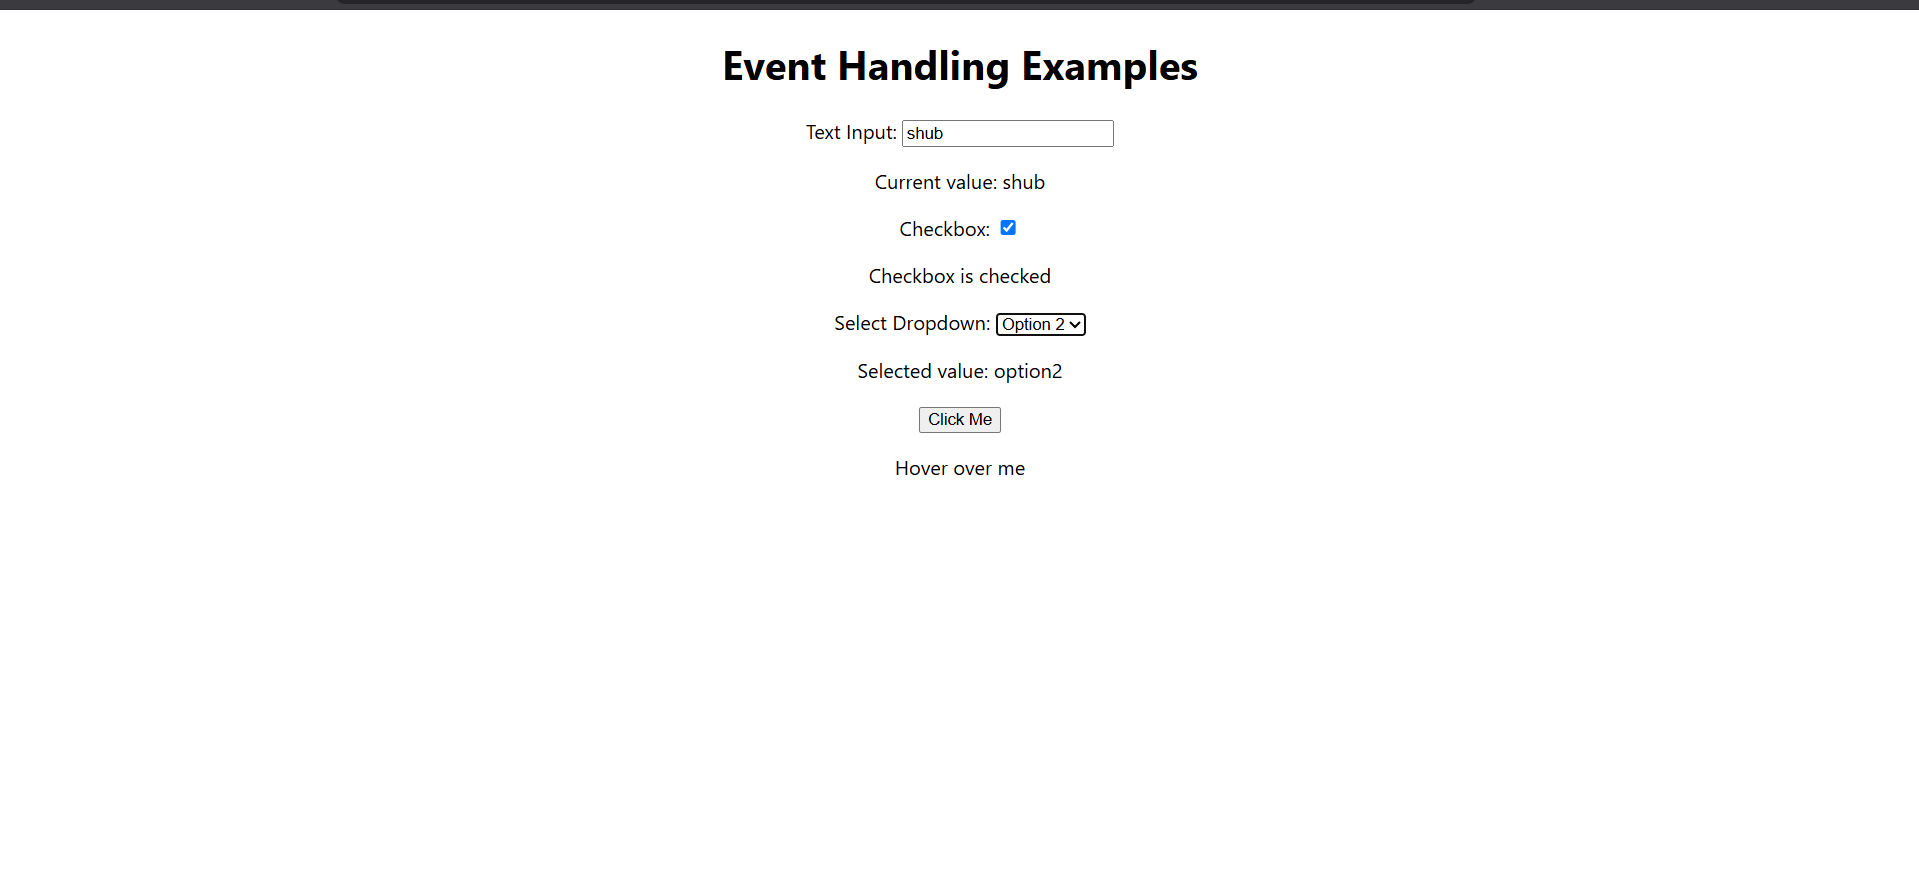 Event Handling Examples
Text Input: shub
Current value: shub
Checkbox:
Checkbox is checked
Select Dropdown: Option 2
Selected value: option2
Click Me
Hover over me